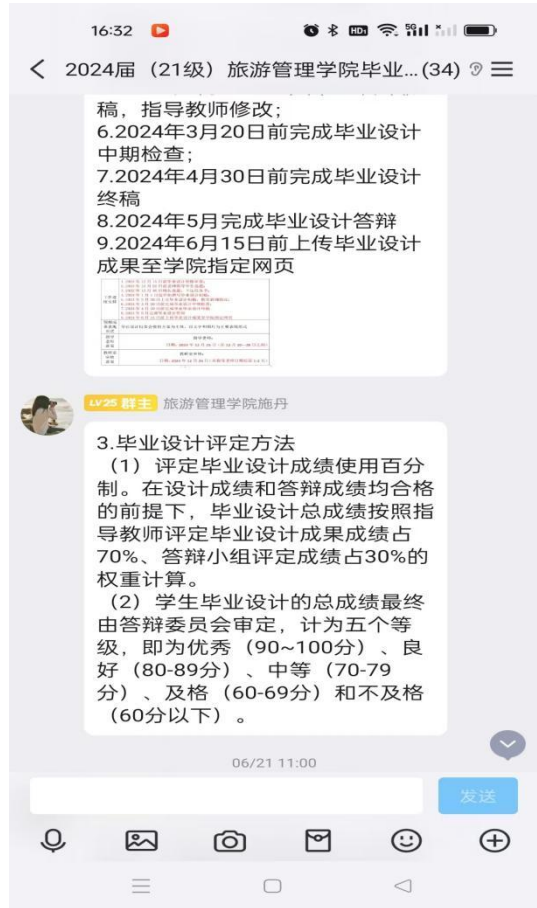 16:32
HD 5G
2024届（21级）旅游管理学院毕业...(34)
稿，指导教师修改；
6.2024年3月20日前完成毕业设计
中期检查；
7.2024年4月30日前完成毕业设计
终稿
8.2024年5月完成毕业设计答辩
9.2024年6月15日前上传毕业设计
成果至学院指定网页
LV25 群主 旅游管理学院施丹
3.毕业设计评定方法
（1）评定毕业设计成绩使用百分
制。在设计成绩和答辩成绩均合格
的前提下，毕业设计总成绩按照指
导教师评定毕业设计成果成绩占
70%、答辩小组评定成绩占30%的
权重计算。
（2）学生毕业设计的总成绩最终
由答辩委员会审定，计为五个等
级，即为优秀（90~100分）、良
好（80-89分）、中等（70-79
分）、及格（60-69分）和不及格
（60分以下）。
06/21 11:00
发送